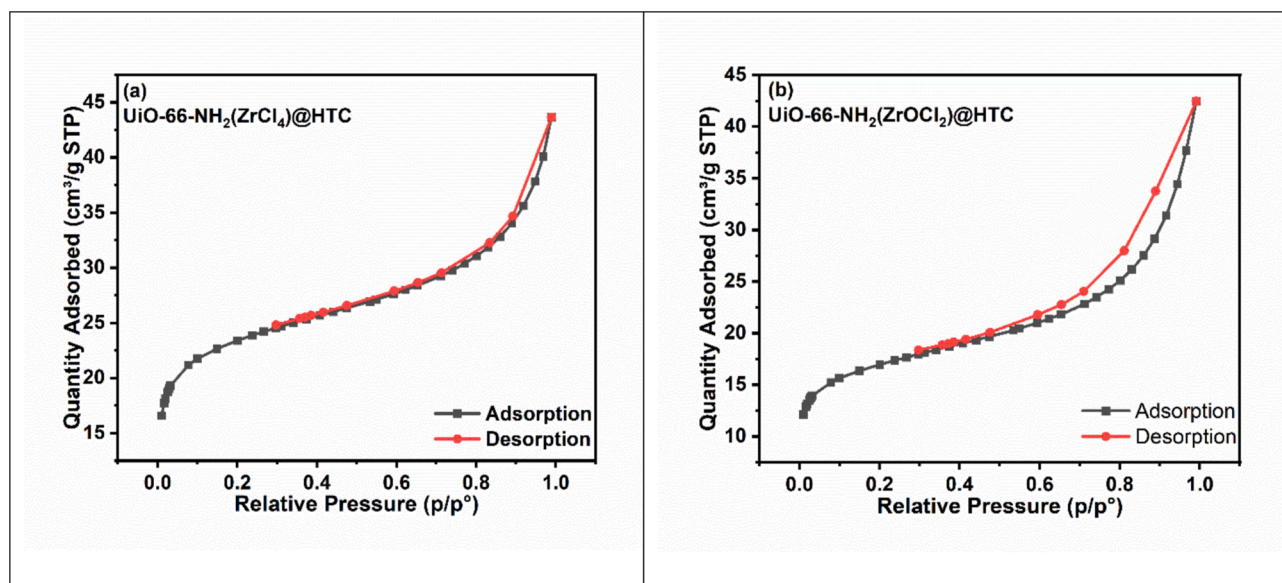 (a)
UiO-66-NH₂(ZrCl₄)@HTC
Quantity Adsorbed (cm³/g STP)
45
40
35
30
25
20
15
Adsorption
Desorption
0.0 0.2 0.4 0.6 0.8 1.0
Relative Pressure (p/p°)
(b)
UiO-66-NH₂(ZrOCl₂)@HTC
Quantity Adsorbed (cm³/g STP)
45
40
35
30
25
20
15
10
Adsorption
Desorption
0.0 0.2 0.4 0.6 0.8 1.0
Relative Pressure (p/p°)